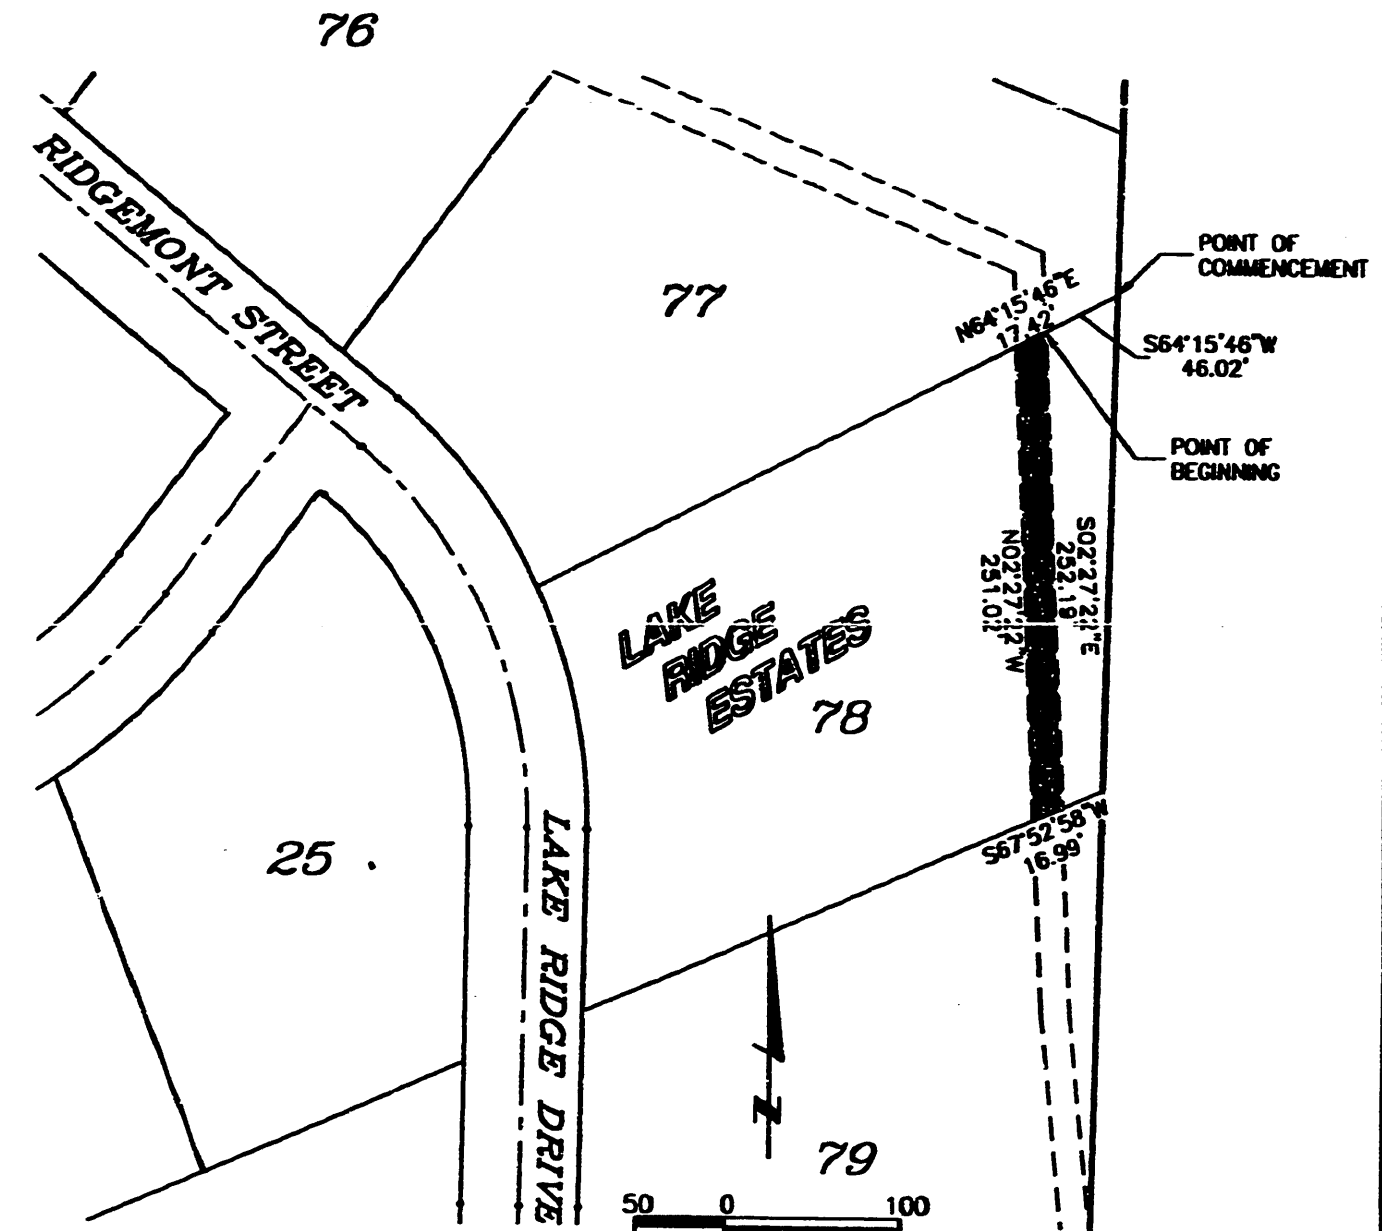 76
RIDGEMONT STREET
77
N64°15'46"E
17.42'
POINT OF
COMMENCEMENT
S64°15'46"W
46.02'
POINT OF
BEGINNING
S02°27'22"E
252.19
N02°27'22"W
251.02'
LAKE
RIDGE
ESTATES
78
S67°52'58"W
16.99'
25
LAKE RIDGE DRIVE
N
79
50 0 100